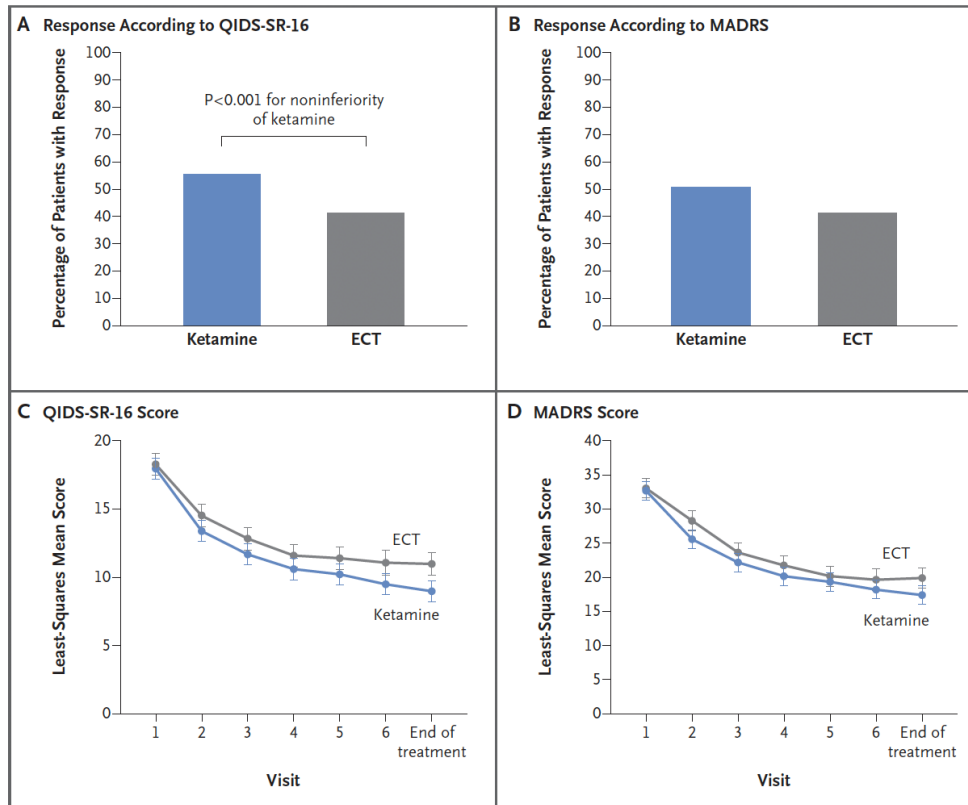 A Response According to QIDS-SR-16
Percentage of Patients with Response
100
90
80
70
60
50
40
30
20
10
0
P<0.001 for noninferiority
of ketamine
Ketamine ECT
B Response According to MADRS
Percentage of Patients with Response
100
90
80
70
60
50
40
30
20
10
0
Ketamine ECT
C QIDS-SR-16 Score
Least-Squares Mean Score
20
15
10
5
0
ECT
Ketamine
1 2 3 4 5 6 End of
treatment
Visit
D MADRS Score
Least-Squares Mean Score
40
35
30
25
20
15
10
5
0
ECT
Ketamine
1 2 3 4 5 6 End of
treatment
Visit